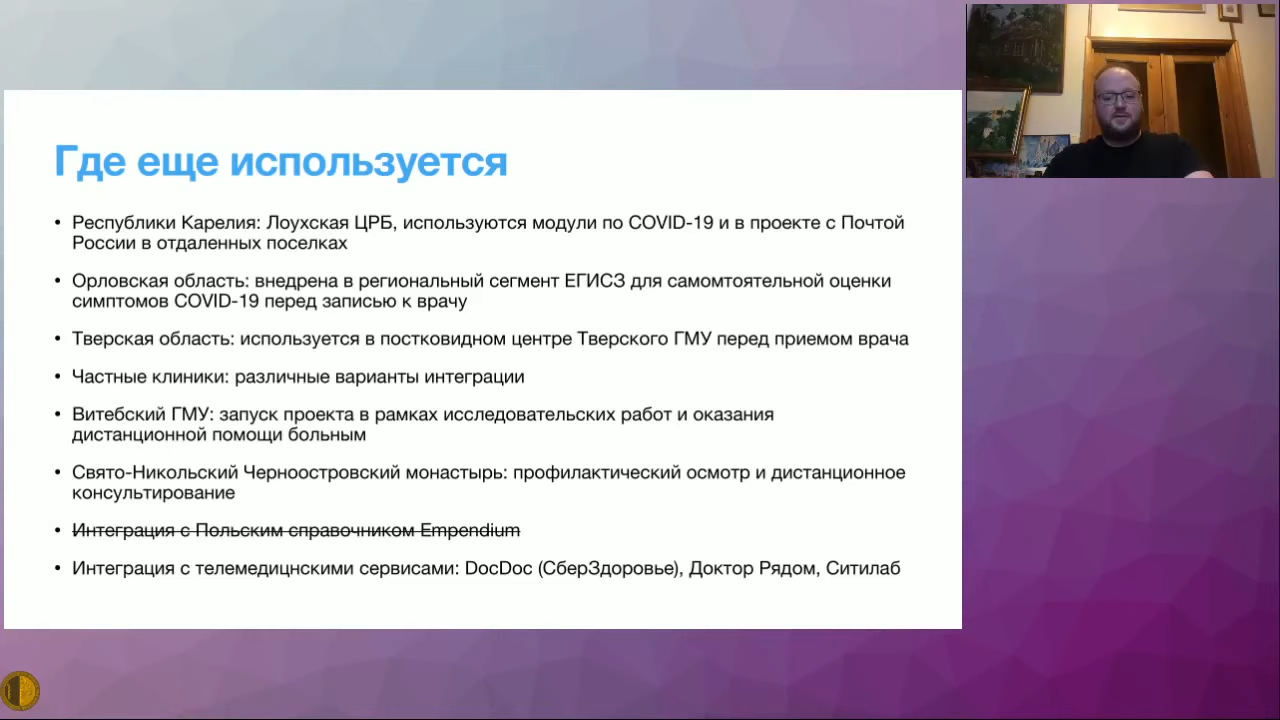 Где еще используется
• Республики Карелия: Лоухская ЦРБ, используются модули по COVID-19 и в проекте с Почтой
России в отдаленных поселках
• Орловская область: внедрена в региональный сегмент ЕГИСЗ для самомтоятельной оценки
симптомов COVID-19 перед записью к врачу
• Тверская область: используется в постковидном центре Тверского ГМУ перед приемом врача
• Частные клиники: различные варианты интеграции
• Витебский ГМУ: запуск проекта в рамках исследовательских работ и оказания
дистанционной помощи больным
• Свято-Никольский Черноостровский монастырь: профилактический осмотр и дистанционное
консультирование
• Интеграция с Польским справочником Empendium
• Интеграция с телемедицнскими сервисами: DocDoc (СберЗдоровье), Доктор Рядом, Ситилаб